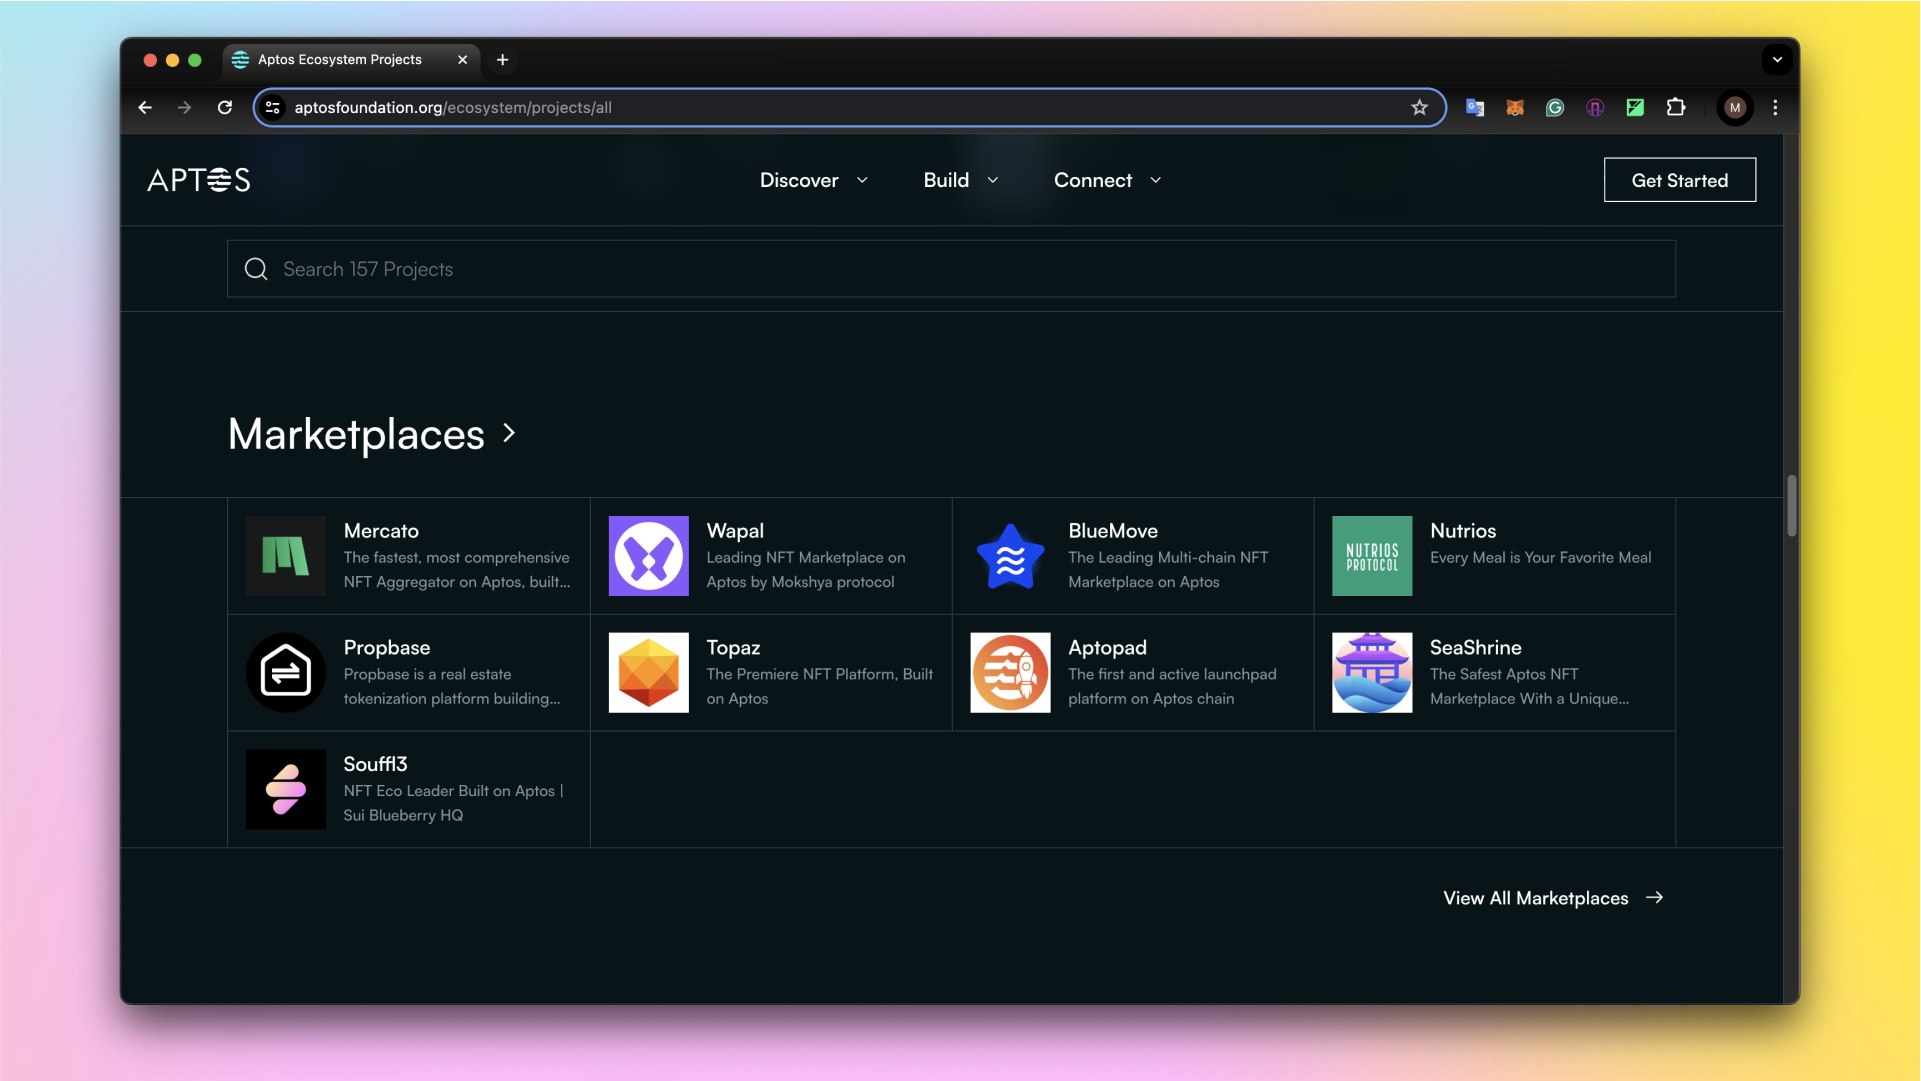 Aptos Ecosystem Projects
aptosfoundation.org/ecosystem/projects/all
M
APTOS
Discover
Build
Connect
Get Started
Search 157 Projects
Marketplaces
Mercato
The fastest, most comprehensive
NFT Aggregator on Aptos, built...
Wapal
Leading NFT Marketplace on
Aptos by Mokshya protocol
BlueMove
The Leading Multi-chain NFT
Marketplace on Aptos
NUTRIOS
PROTOCOL
Nutrios
Every Meal is Your Favorite Meal
Propbase
Propbase is a real estate
tokenization platform building...
Topaz
The Premiere NFT Platform, Built
on Aptos
Aptopad
The first and active launchpad
platform on Aptos chain
SeaShrine
The Safest Aptos NFT
Marketplace With a Unique...
Souffl3
NFT Eco Leader Built on Aptos |
Sui Blueberry HQ
View All Marketplaces